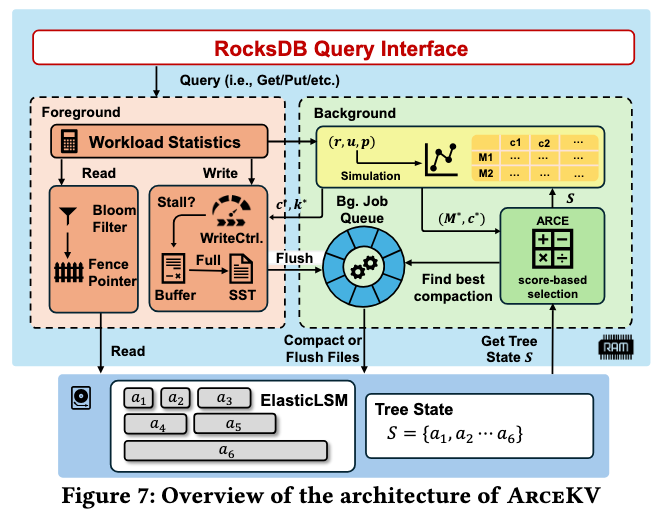 RocksDB Query Interface
Query (i.e., Get/Put/etc.)
Foreground
Workload Statistics
Read
Write
Bloom
Filter
Fence
Pointer
Stall?
WriteCtrl.
Full
Buffer
SST
Background
(r, u, p)
Simulation
c1 c2 ...
M1 ... ... ...
M2 ... ... ...
c†, k*
Bg. Job
Queue
(M*, c*)
S
ARCE
score-based
selection
Flush
Find best
compaction
Read
Compact or
Flush Files
Get Tree
State S
RAM
a₁ a₂ a₃
ElasticLSM
a₄ a₅
a₆
Tree State
S = {a₁, a₂ ⋯ a₆}
Figure 7: Overview of the architecture of ArceKV